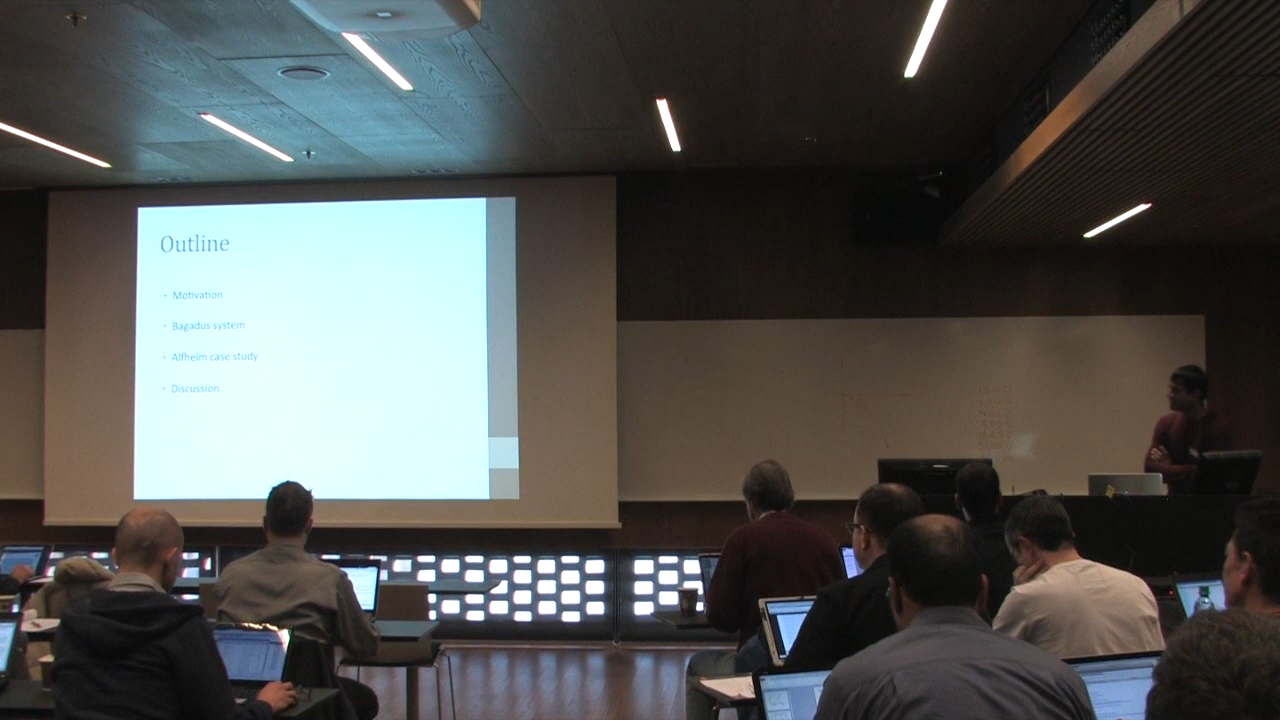 Outline
• Motivation
• Bagadus system
• Alfheim case study
• Discussion